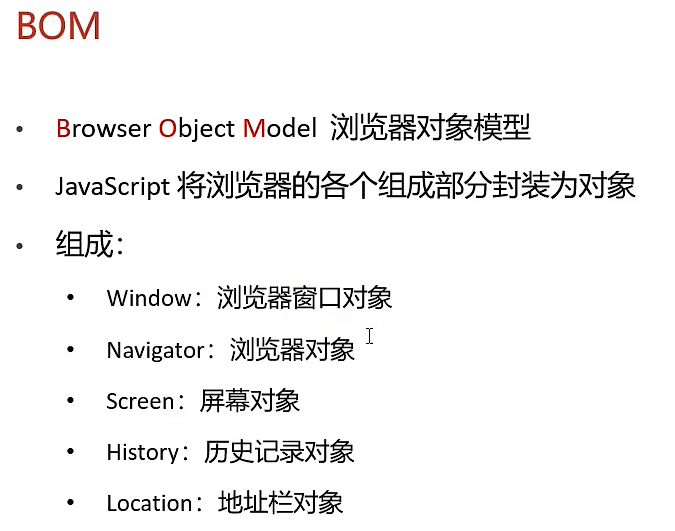 BOM
• Browser Object Model 浏览器对象模型
• JavaScript 将浏览器的各个组成部分封装为对象
• 组成：
• Window：浏览器窗口对象
• Navigator：浏览器对象
• Screen：屏幕对象
• History：历史记录对象
• Location：地址栏对象